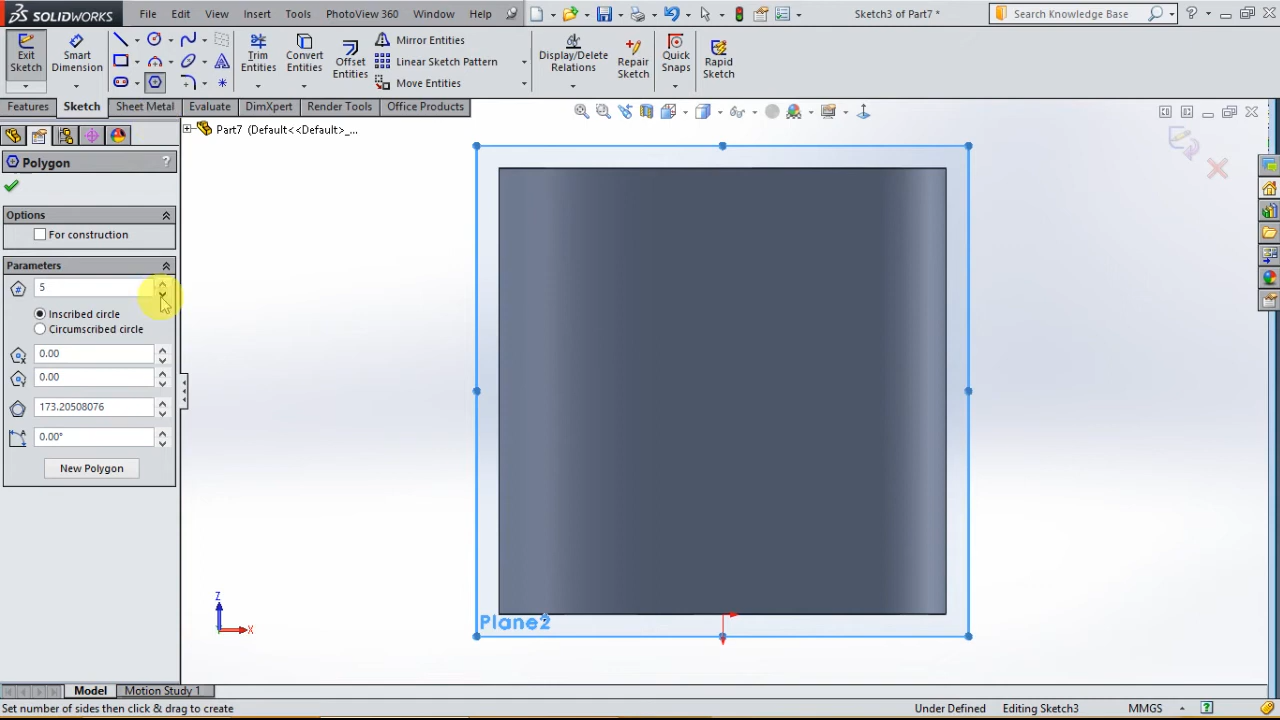 SOLIDWORKS File Edit View Insert Tools PhotoView 360 Window Help Sketch3 of Part7 * Search Knowledge Base
Exit Sketch
Smart Dimension
Trim Entities
Convert Entities
Offset Entities
Mirror Entities
Linear Sketch Pattern
Move Entities
Display/Delete Relations
Repair Sketch
Quick Snaps
Rapid Sketch
Features Sketch Sheet Metal Evaluate DimXpert Render Tools Office Products
Part7 (Default<<Default>_...
Polygon ?
Options
For construction
Parameters
5
Inscribed circle
Circumscribed circle
0.00
0.00
173.20508076
0.00°
New Polygon
Plane2
Z
X
Model Motion Study 1
Set number of sides then click & drag to create Under Defined Editing Sketch3 MMGS